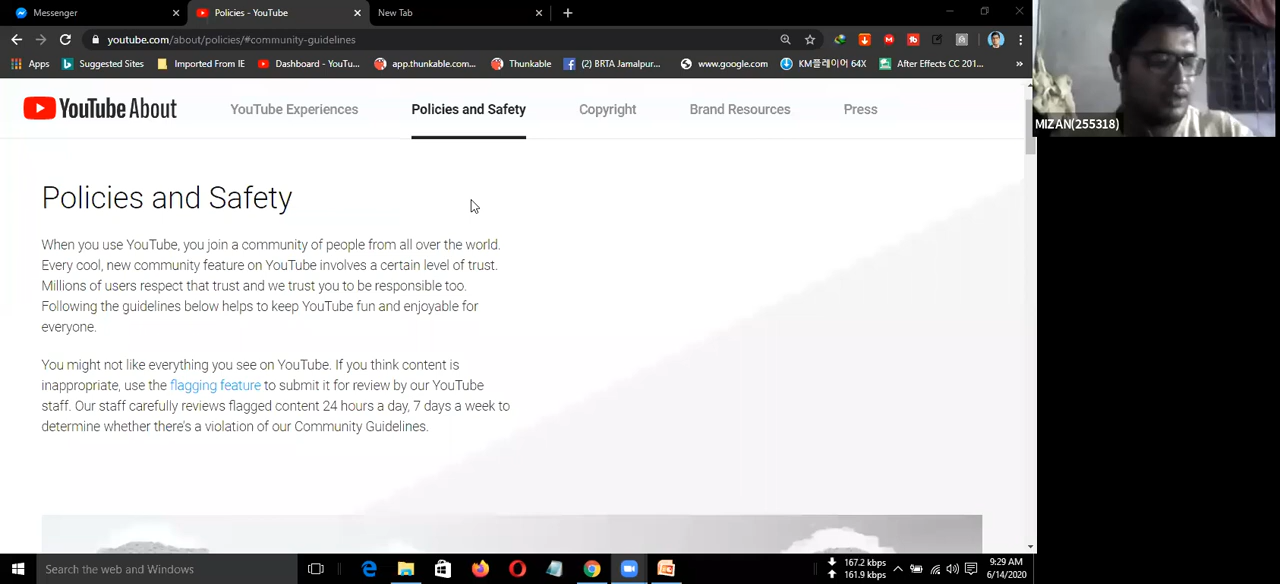 Messenger
Policies - YouTube
New Tab
youtube.com/about/policies/#community-guidelines
Apps
Suggested Sites
Imported From IE
Dashboard - YouTu...
app.thunkable.com...
Thunkable
(2) BRTA Jamalpur...
www.google.com
KM플레이어 64X
After Effects CC 201...
YouTube About
YouTube Experiences
Policies and Safety
Copyright
Brand Resources
Press
MIZAN(255318)
Policies and Safety
When you use YouTube, you join a community of people from all over the world.
Every cool, new community feature on YouTube involves a certain level of trust.
Millions of users respect that trust and we trust you to be responsible too.
Following the guidelines below helps to keep YouTube fun and enjoyable for
everyone.
You might not like everything you see on YouTube. If you think content is
inappropriate, use the flagging feature to submit it for review by our YouTube
staff. Our staff carefully reviews flagged content 24 hours a day, 7 days a week to
determine whether there's a violation of our Community Guidelines.
Search the web and Windows
167.2 kbps
161.9 kbps
9:29 AM
6/14/2020